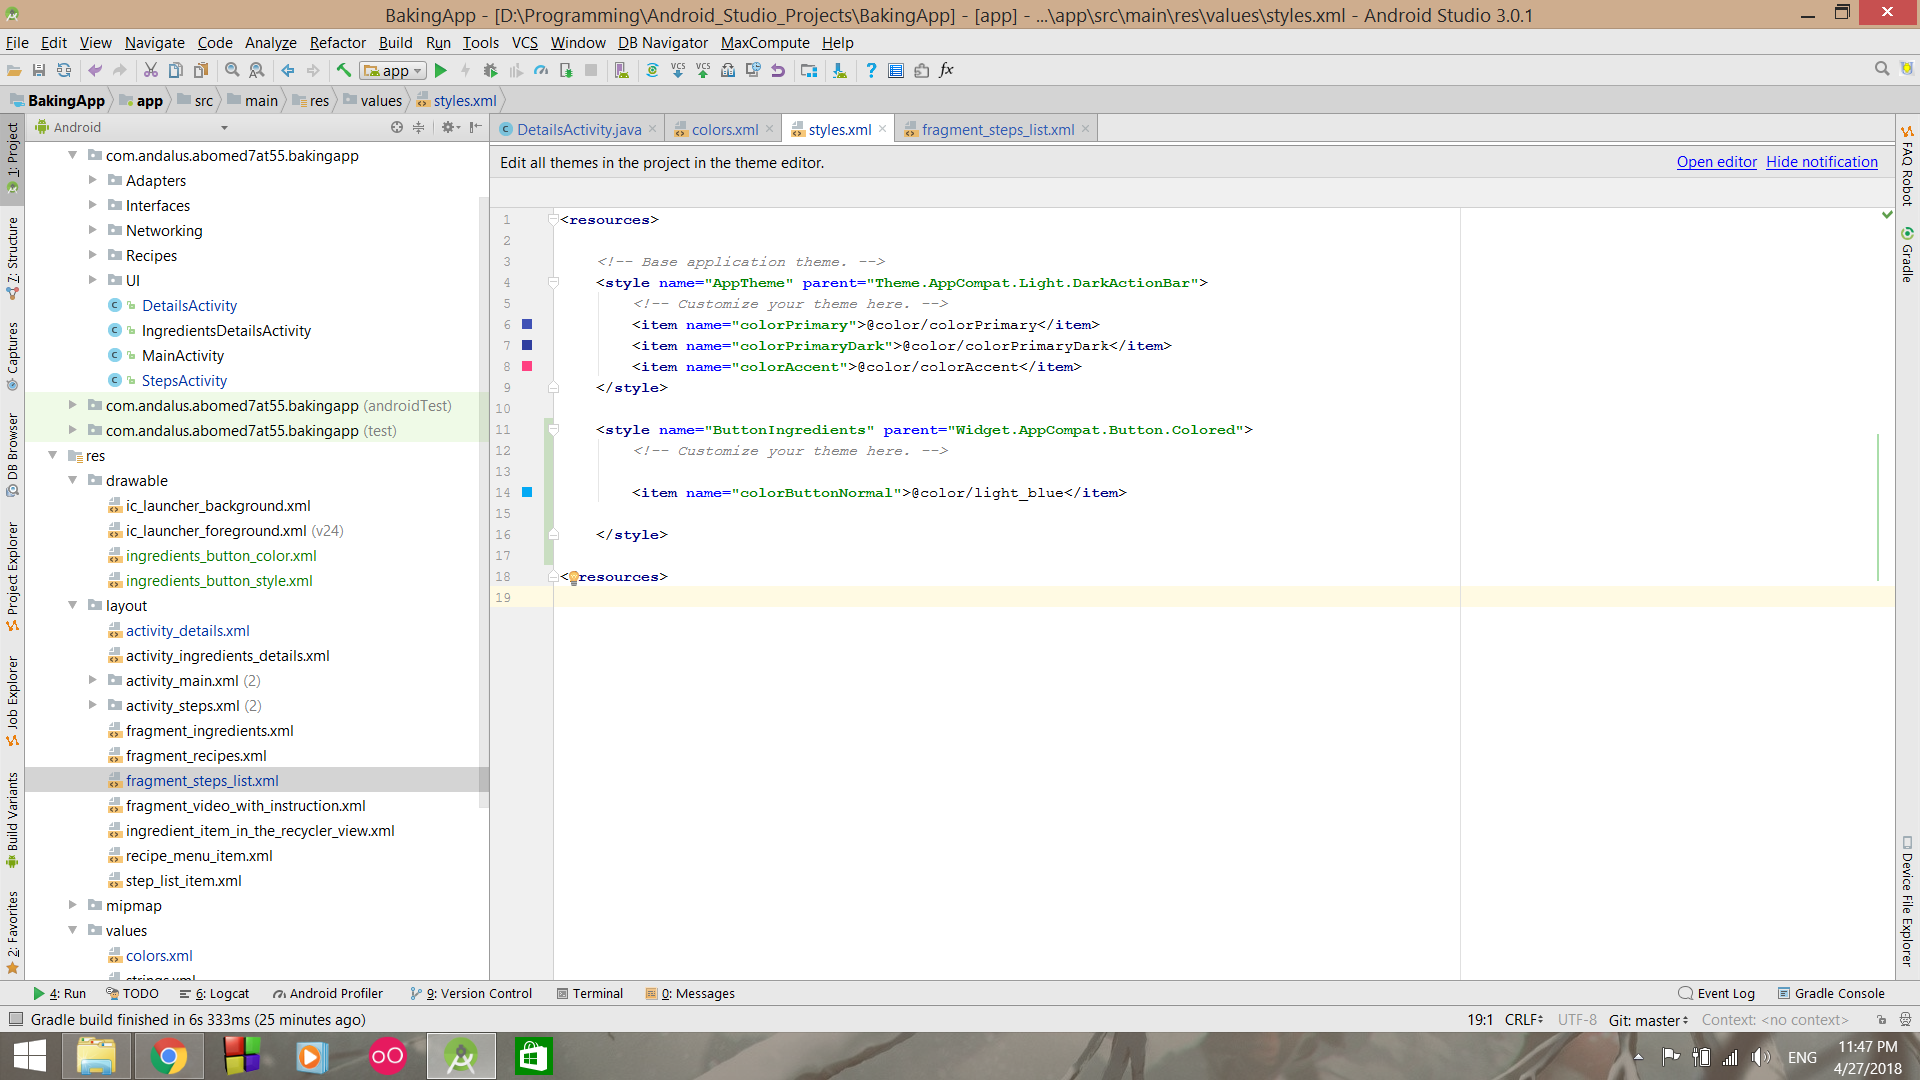 BakingApp - [D:\Programming\Android_Studio_Projects\BakingApp] - [app] - ...\app\src\main\res\values\styles.xml - Android Studio 3.0.1
File Edit View Navigate Code Analyze Refactor Build Run Tools VCS Window DB Navigator MaxCompute Help
app
BakingApp app src main res values styles.xml
Android
DetailsActivity.java colors.xml styles.xml fragment_steps_list.xml
Edit all themes in the project in the theme editor. Open editor Hide notification
1: Project
7: Structure
Captures
DB Browser
Project Explorer
Job Explorer
Build Variants
2: Favorites
com.andalus.abomed7at55.bakingapp
Adapters
Interfaces
Networking
Recipes
UI
DetailsActivity
IngredientsDetailsActivity
MainActivity
StepsActivity
com.andalus.abomed7at55.bakingapp (androidTest)
com.andalus.abomed7at55.bakingapp (test)
res
drawable
ic_launcher_background.xml
ic_launcher_foreground.xml (v24)
ingredients_button_color.xml
ingredients_button_style.xml
layout
activity_details.xml
activity_ingredients_details.xml
activity_main.xml (2)
activity_steps.xml (2)
fragment_ingredients.xml
fragment_recipes.xml
fragment_steps_list.xml
fragment_video_with_instruction.xml
ingredient_item_in_the_recycler_view.xml
recipe_menu_item.xml
step_list_item.xml
mipmap
values
colors.xml
strings.xml
1 <resources>
2
3 <!-- Base application theme. -->
4 <style name="AppTheme" parent="Theme.AppCompat.Light.DarkActionBar">
5 <!-- Customize your theme here. -->
6 <item name="colorPrimary">@color/colorPrimary</item>
7 <item name="colorPrimaryDark">@color/colorPrimaryDark</item>
8 <item name="colorAccent">@color/colorAccent</item>
9 </style>
10
11 <style name="ButtonIngredients" parent="Widget.AppCompat.Button.Colored">
12 <!-- Customize your theme here. -->
13
14 <item name="colorButtonNormal">@color/light_blue</item>
15
16 </style>
17
18 <resources>
19
FAQ Robot
Gradle
Device File Explorer
4: Run TODO 6: Logcat Android Profiler 9: Version Control Terminal 0: Messages Event Log Gradle Console
Gradle build finished in 6s 333ms (25 minutes ago) 19:1 CRLF UTF-8 Git: master Context: <no context>
ENG
11:47 PM
4/27/2018